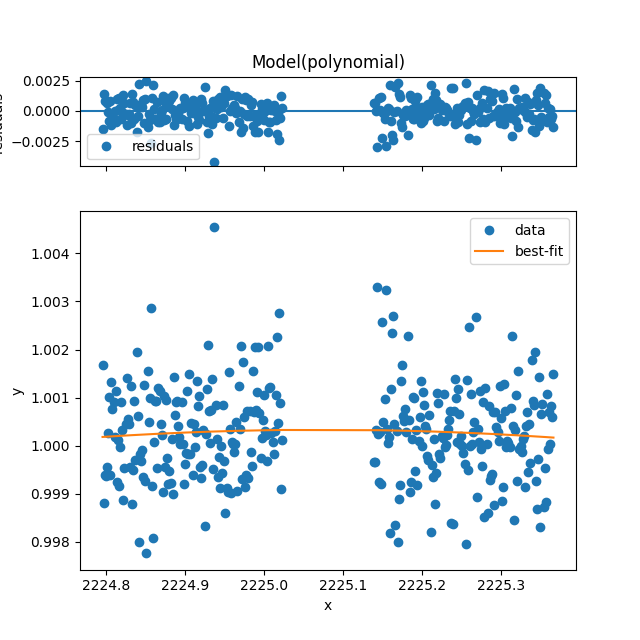 Model(polynomial)
0.0025
0.0000
−0.0025
residuals
data
best-fit
1.004
1.003
1.002
1.001
1.000
0.999
0.998
y
2224.8 2224.9 2225.0 2225.1 2225.2 2225.3
x